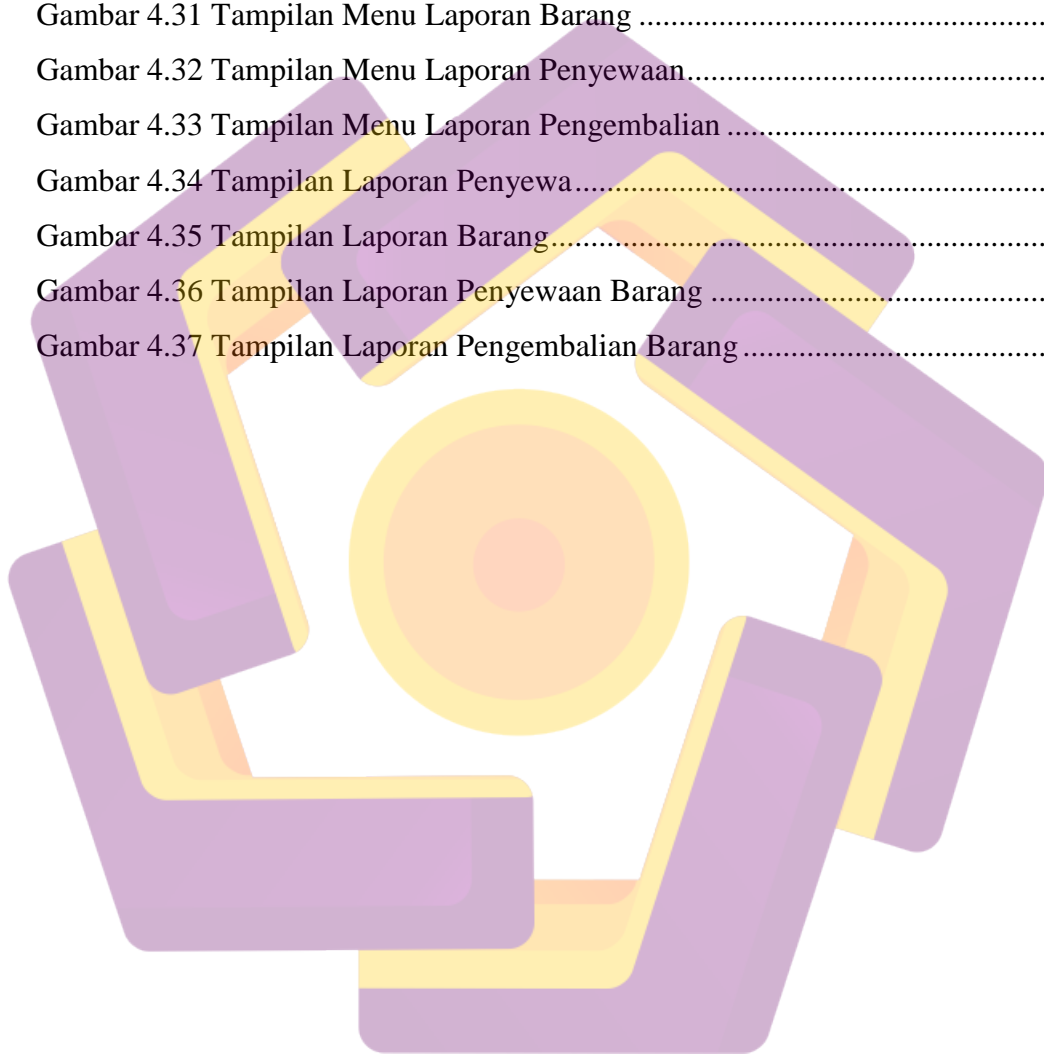 Gambar 4.31 Tampilan Menu Laporan Barang ..................................................
Gambar 4.32 Tampilan Menu Laporan Penyewaan............................................
Gambar 4.33 Tampilan Menu Laporan Pengembalian .......................................
Gambar 4.34 Tampilan Laporan Penyewa..........................................................
Gambar 4.35 Tampilan Laporan Barang.............................................................
Gambar 4.36 Tampilan Laporan Penyewaan Barang .........................................
Gambar 4.37 Tampilan Laporan Pengembalian Barang .....................................